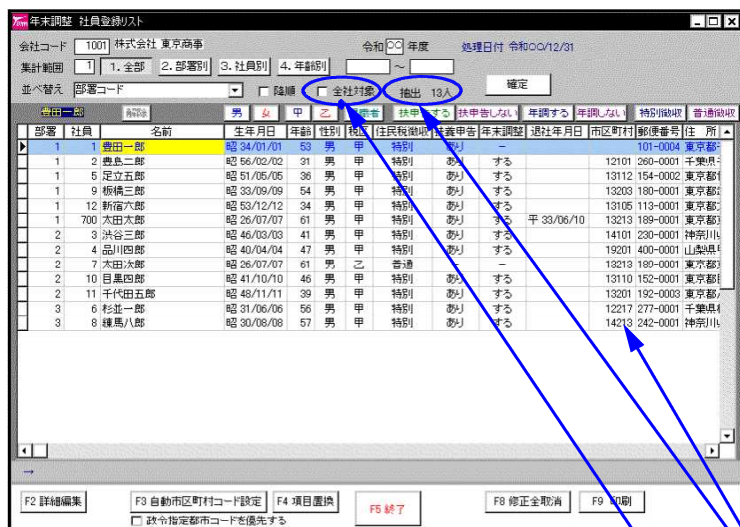 年末調整 社員登録リスト
会社コード 1001 株式会社 東京商事 令和○○年度 処理日付 令和○○/12/31
集計範囲 1 1.全部 2.部署別 3.社員別 4.年齢別 ～
並べ替え 部署コード 降順 全社対象 抽出 13人 確定
豊田一郎 解除 男 女 甲 乙 者 扶申告する 扶申告しない 年調する 年調しない 特別徴収 普通徴収
部署 社員 名前 生年月日 年齢 性別 税区 住民税徴収 扶養申告 年末調整 退社年月日 市区町村 郵便番号 住 所
1 1 豊田一郎 昭 34/01/01 53 男 甲 特別 あり － 101-0004 東京都
1 2 豊島二郎 昭 56/02/02 31 男 甲 特別 あり する 12101 260-0001 千葉県
1 5 足立五郎 昭 51/05/05 36 男 甲 特別 あり する 13112 154-0002 東京都
1 9 板橋三郎 昭 33/09/09 54 男 甲 特別 あり する 13203 180-0001 東京都
1 12 新宿六郎 昭 53/12/12 34 男 甲 特別 あり する 13105 113-0001 東京都
1 700 太田太郎 昭 26/07/07 61 男 甲 特別 あり する 平 33/06/10 13213 189-0001 東京都
2 3 渋谷三郎 昭 46/03/03 41 男 甲 特別 あり する 14101 230-0001 神奈川
2 4 品川四郎 昭 40/04/04 47 男 甲 特別 あり する 19201 400-0001 山梨県
2 7 太田次郎 昭 26/07/07 61 男 乙 普通 － － 13213 189-0001 東京都
2 10 目黒四郎 昭 41/10/10 46 男 甲 特別 あり する 13110 152-0001 東京都
2 11 千代田五郎 昭 48/11/11 39 男 甲 特別 あり する 13201 192-0003 東京都
3 6 杉並一郎 昭 31/06/06 56 男 甲 特別 あり する 12217 277-0001 千葉県
3 8 練馬八郎 昭 30/08/08 57 男 甲 特別 あり する 14213 242-0001 神奈川
→
F2 詳細編集 F3 自動市区町村コード設定 F4 項目置換 F5 終了 F8 修正全取消 F9 印刷
政令指定都市コードを優先する